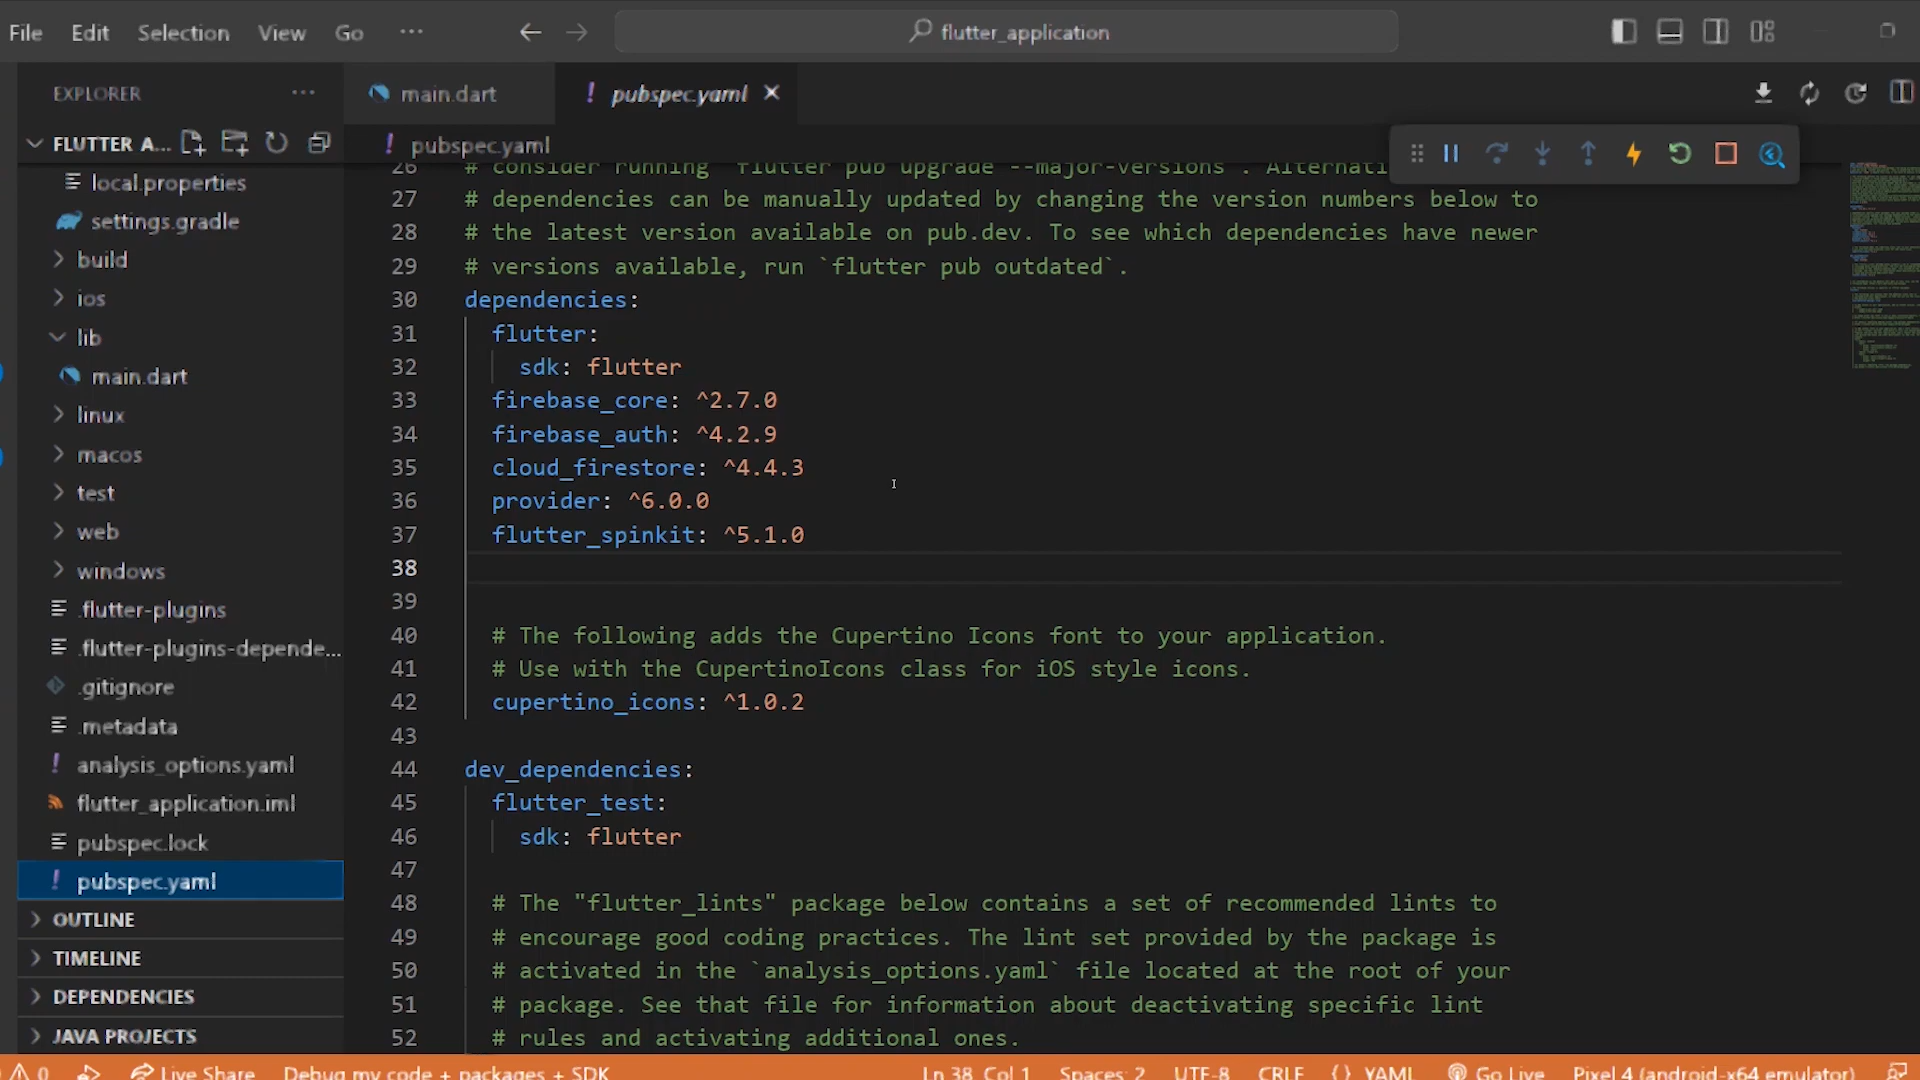 File Edit Selection View Go ··· flutter_application
EXPLORER ···
FLUTTER A...
local.properties
settings.gradle
build
ios
lib
main.dart
linux
macos
test
web
windows
.flutter-plugins
.flutter-plugins-depende...
.gitignore
.metadata
analysis_options.yaml
flutter_application.iml
pubspec.lock
pubspec.yaml
OUTLINE
TIMELINE
DEPENDENCIES
JAVA PROJECTS
main.dart ! pubspec.yaml
! pubspec.yaml
26 # consider running `flutter pub upgrade --major-versions`. Alternati
27 # dependencies can be manually updated by changing the version numbers below to
28 # the latest version available on pub.dev. To see which dependencies have newer
29 # versions available, run `flutter pub outdated`.
30 dependencies:
31 flutter:
32 sdk: flutter
33 firebase_core: ^2.7.0
34 firebase_auth: ^4.2.9
35 cloud_firestore: ^4.4.3
36 provider: ^6.0.0
37 flutter_spinkit: ^5.1.0
38
39
40 # The following adds the Cupertino Icons font to your application.
41 # Use with the CupertinoIcons class for iOS style icons.
42 cupertino_icons: ^1.0.2
43
44 dev_dependencies:
45 flutter_test:
46 sdk: flutter
47
48 # The "flutter_lints" package below contains a set of recommended lints to
49 # encourage good coding practices. The lint set provided by the package is
50 # activated in the `analysis_options.yaml` file located at the root of your
51 # package. See that file for information about deactivating specific lint
52 # rules and activating additional ones.
0 Live Share Debug my code + packages + SDK Ln 38, Col 1 Spaces: 2 UTF-8 CRLF {} YAML Go Live Pixel 4 (android-x64 emulator)